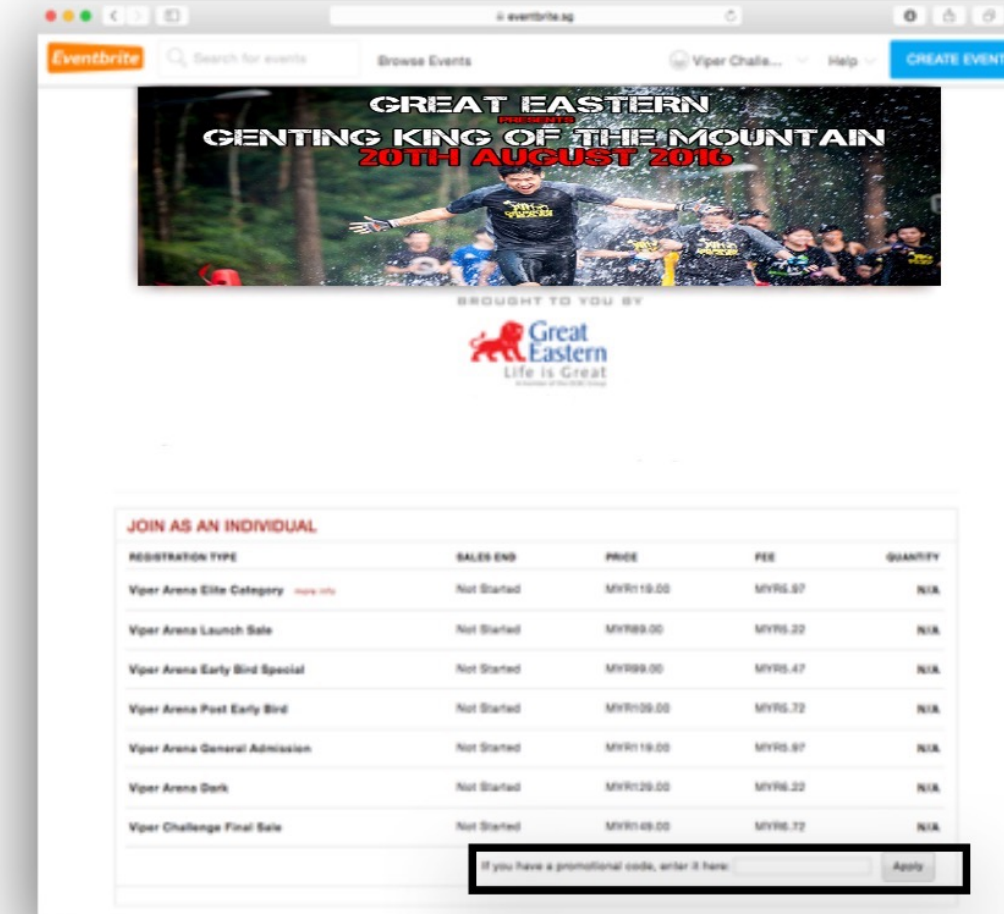 eventbrite.sg
Eventbrite
Search for events
Browse Events
Viper Challe...
Help
CREATE EVENT
GREAT EASTERN
PRESENTS
GENTING KING OF THE MOUNTAIN
20TH AUGUST 2016
BROUGHT TO YOU BY
Great
Eastern
Life is Great
JOIN AS AN INDIVIDUAL
REGISTRATION TYPE SALES END PRICE FEE QUANTITY
Viper Arena Elite Category more info Not Started MYR119.00 MYR5.97 N/A
Viper Arena Launch Sale Not Started MYR89.00 MYR5.22 N/A
Viper Arena Early Bird Special Not Started MYR99.00 MYR5.47 N/A
Viper Arena Post Early Bird Not Started MYR109.00 MYR5.72 N/A
Viper Arena General Admission Not Started MYR119.00 MYR5.97 N/A
Viper Arena Dark Not Started MYR129.00 MYR6.22 N/A
Viper Challenge Final Sale Not Started MYR149.00 MYR6.72 N/A
If you have a promotional code, enter it here: Apply